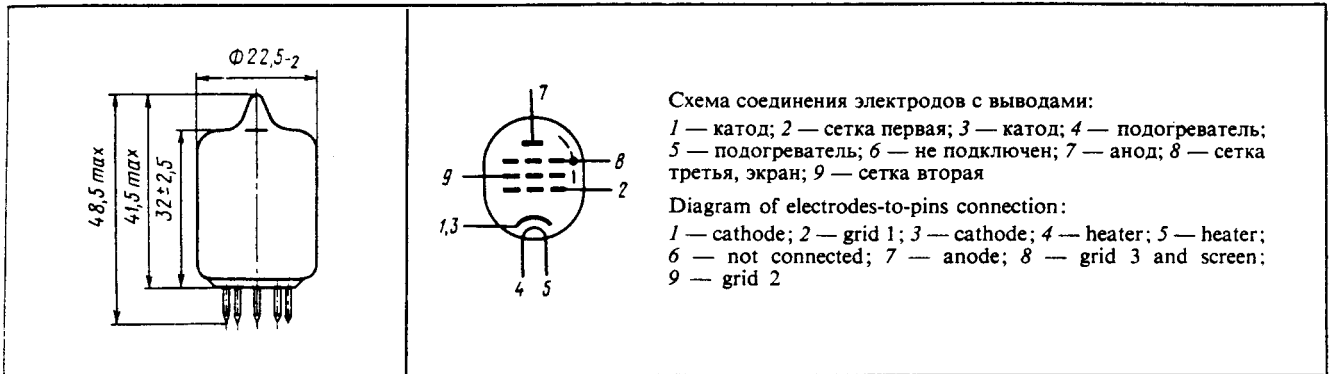 Ф22,5-2
48,5 max
41,5 max
32±2,5
7
8
9
2
1,3
4 5
Схема соединения электродов с выводами:
1 — катод; 2 — сетка первая; 3 — катод; 4 — подогреватель;
5 — подогреватель; 6 — не подключен; 7 — анод; 8 — сетка
третья, экран; 9 — сетка вторая
Diagram of electrodes-to-pins connection:
1 — cathode; 2 — grid 1; 3 — cathode; 4 — heater; 5 — heater;
6 — not connected; 7 — anode; 8 — grid 3 and screen;
9 — grid 2